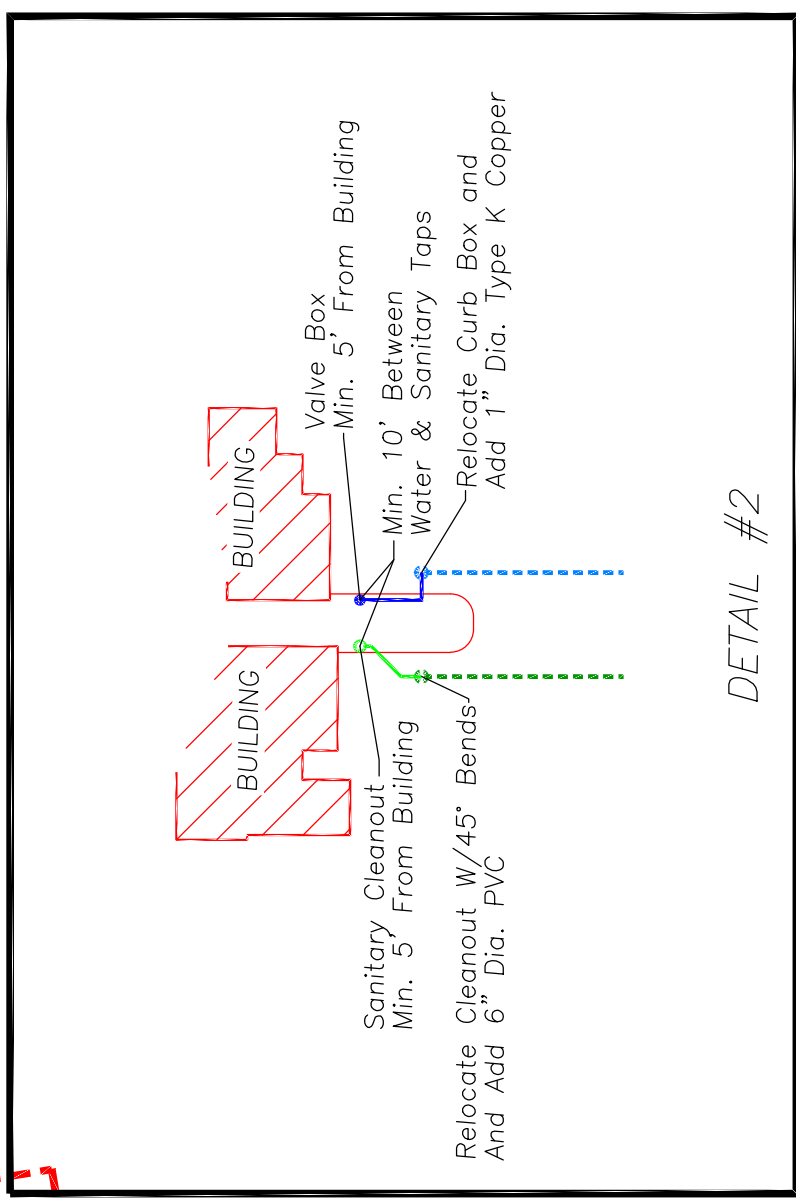 Sanitary Cleanout
Min. 5' From Building
Relocate Cleanout W/45° Bends
And Add 6" Dia. PVC
BUILDING
BUILDING
Valve Box
Min. 5' From Building
Min. 10' Between
Water & Sanitary Taps
Relocate Curb Box and
Add 1" Dia. Type K Copper
DETAIL #2